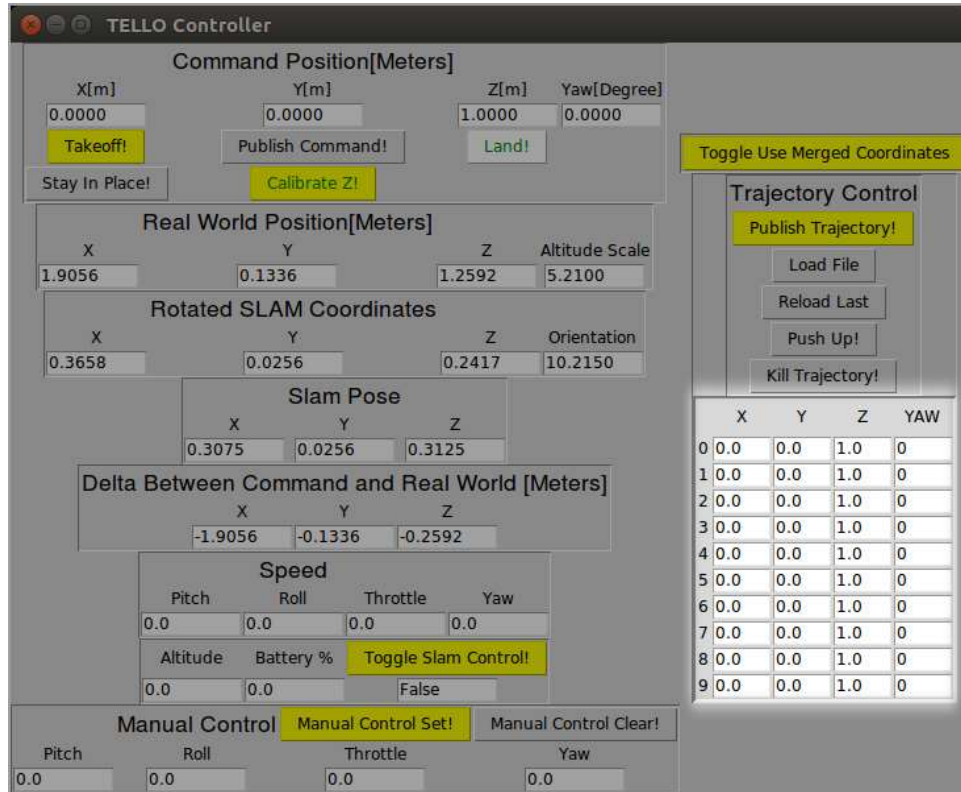 TELLO Controller
Command Position[Meters]
X[m] Y[m] Z[m] Yaw[Degree]
0.0000 0.0000 1.0000 0.0000
Takeoff! Publish Command! Land!
Stay In Place! Calibrate Z!
Real World Position[Meters]
X Y Z Altitude Scale
1.9056 0.1336 1.2592 5.2100
Rotated SLAM Coordinates
X Y Z Orientation
0.3658 0.0256 0.2417 10.2150
Slam Pose
X Y Z
0.3075 0.0256 0.3125
Delta Between Command and Real World [Meters]
X Y Z
-1.9056 -0.1336 -0.2592
Speed
Pitch Roll Throttle Yaw
0.0 0.0 0.0 0.0
Altitude Battery % Toggle Slam Control!
0.0 0.0 False
Manual Control Manual Control Set! Manual Control Clear!
Pitch Roll Throttle Yaw
0.0 0.0 0.0 0.0
Toggle Use Merged Coordinates
Trajectory Control
Publish Trajectory!
Load File
Reload Last
Push Up!
Kill Trajectory!
X Y Z YAW
0 0.0 0.0 1.0 0
1 0.0 0.0 1.0 0
2 0.0 0.0 1.0 0
3 0.0 0.0 1.0 0
4 0.0 0.0 1.0 0
5 0.0 0.0 1.0 0
6 0.0 0.0 1.0 0
7 0.0 0.0 1.0 0
8 0.0 0.0 1.0 0
9 0.0 0.0 1.0 0